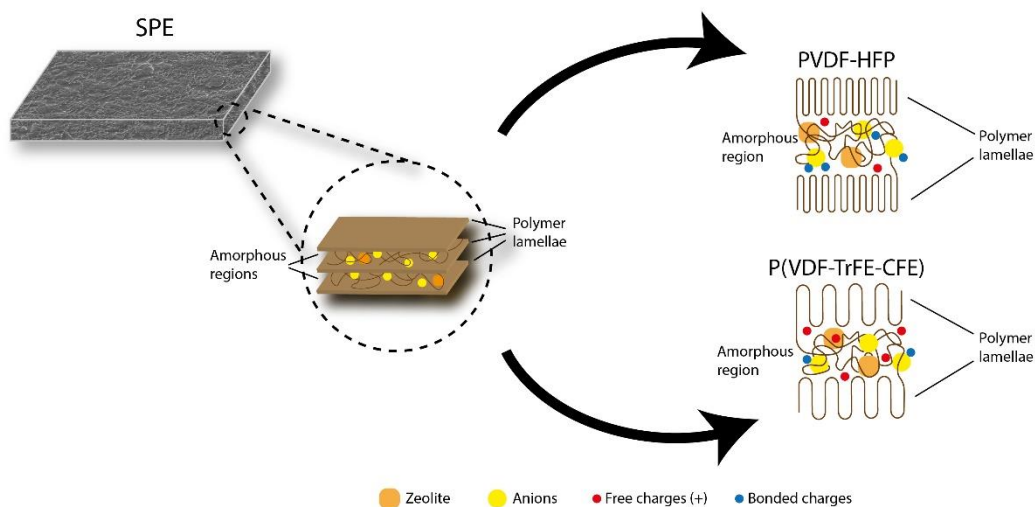 SPE
Amorphous
regions
Polymer
lamellae
PVDF-HFP
Amorphous
region
Polymer
lamellae
P(VDF-TrFE-CFE)
Amorphous
region
Polymer
lamellae
Zeolite
Anions
Free charges (+)
Bonded charges